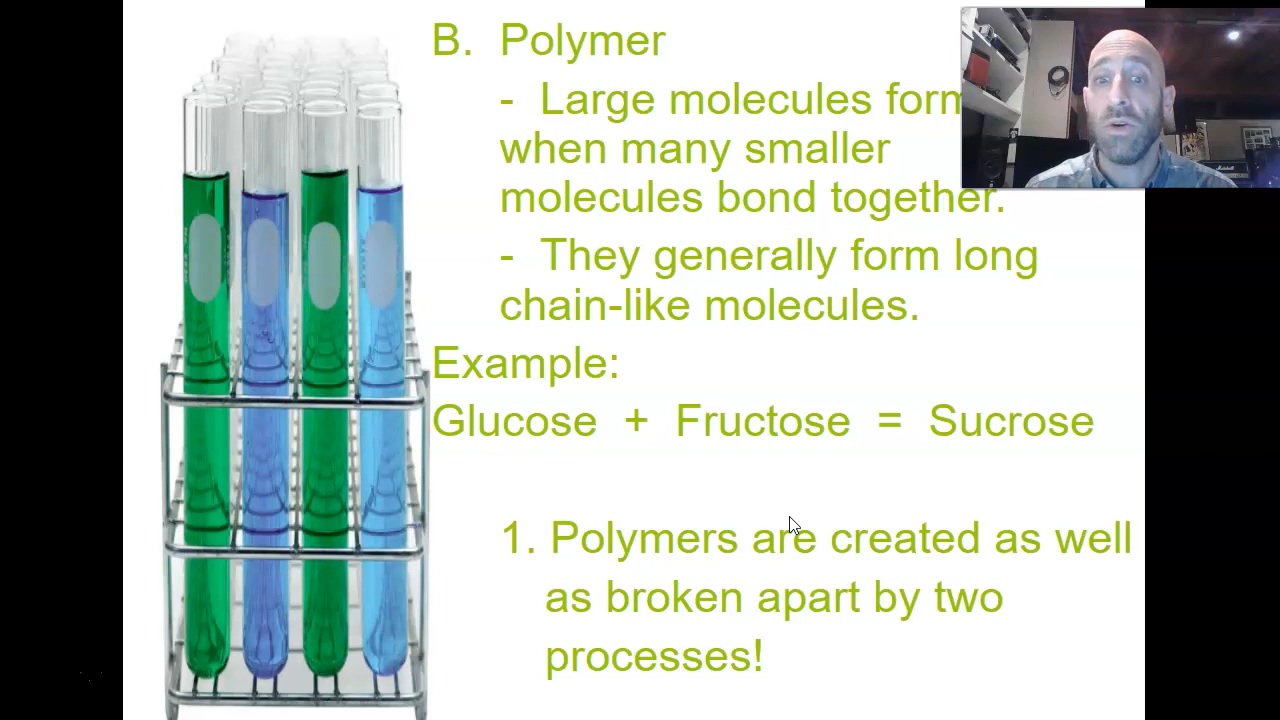 B. Polymer
- Large molecules form
when many smaller
molecules bond together.
- They generally form long
chain-like molecules.
Example:
Glucose + Fructose = Sucrose
1. Polymers are created as well
as broken apart by two
processes!
Marshall